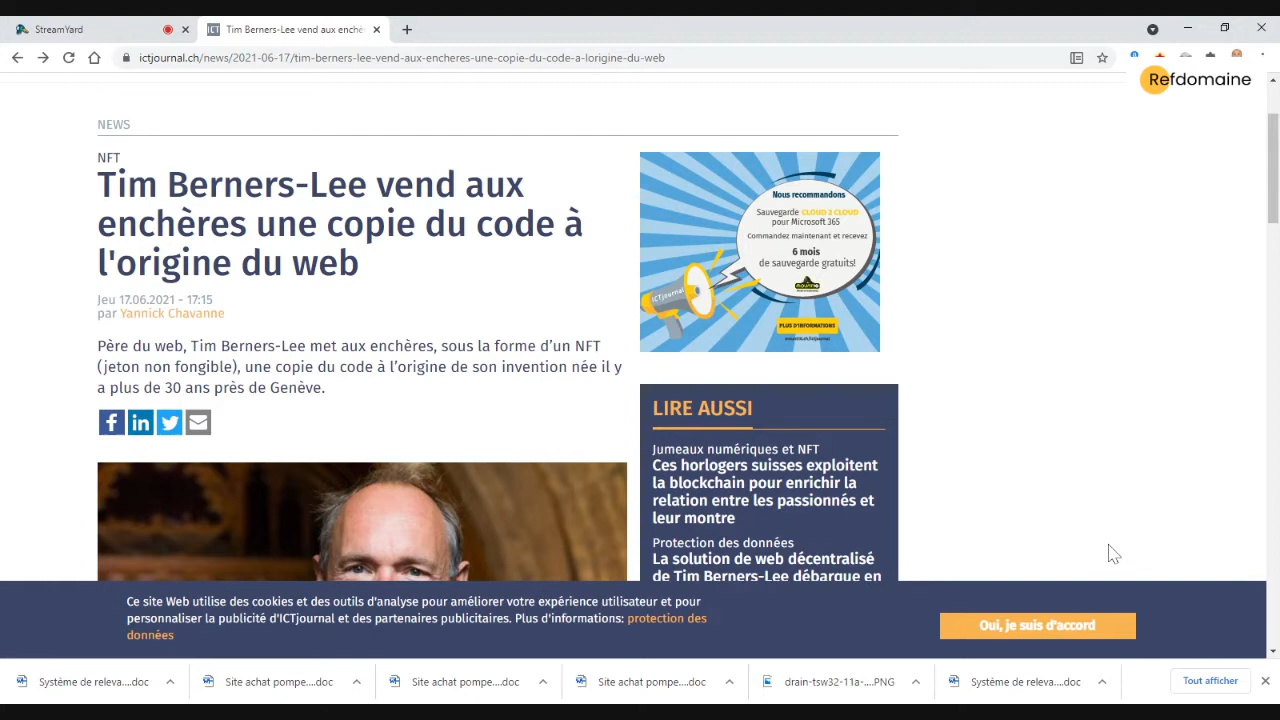 StreamYard
Tim Berners-Lee vend aux enchè
ictjournal.ch/news/2021-06-17/tim-berners-lee-vend-aux-encheres-une-copie-du-code-a-lorigine-du-web
Refdomaine
NEWS
NFT
Tim Berners-Lee vend aux
enchères une copie du code à
l'origine du web
Jeu 17.06.2021 - 17:15
par Yannick Chavanne
Père du web, Tim Berners-Lee met aux enchères, sous la forme d’un NFT
(jeton non fongible), une copie du code à l’origine de son invention née il y
a plus de 30 ans près de Genève.
Nous recommandons
Sauvegarde CLOUD 2 CLOUD
pour Microsoft 365
Commandez maintenant et recevez
6 mois
de sauvegarde gratuits!
ICTjournal
PLUS D'INFORMATIONS
LIRE AUSSI
Jumeaux numériques et NFT
Ces horlogers suisses exploitent
la blockchain pour enrichir la
relation entre les passionnés et
leur montre
Protection des données
La solution de web décentralisé
de Tim Berners-Lee débarque en
Ce site Web utilise des cookies et des outils d'analyse pour améliorer votre expérience utilisateur et pour
personnaliser la publicité d'ICTjournal et des partenaires publicitaires. Plus d'informations: protection des
données
Oui, je suis d'accord
Système de releva....doc
Site achat pompe....doc
Site achat pompe....doc
Site achat pompe....doc
drain-tsw32-11a-....PNG
Système de releva....doc
Tout afficher